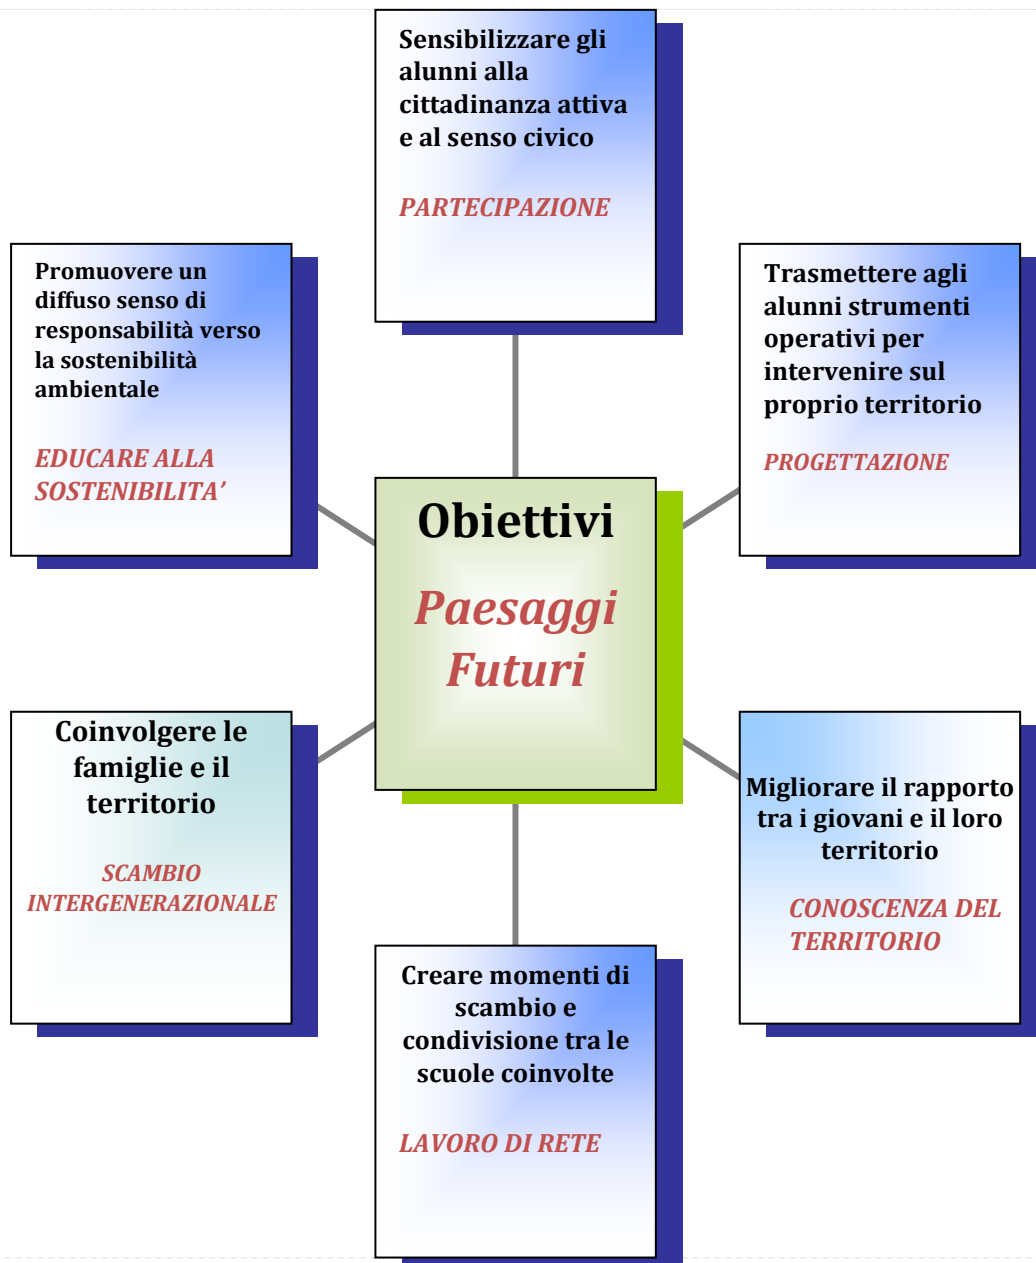 Sensibilizzare gli
alunni alla
cittadinanza attiva
e al senso civico
PARTECIPAZIONE
Promuovere un
diffuso senso di
responsabilità verso
la sostenibilità
ambientale
EDUCARE ALLA
SOSTENIBILITA’
Trasmettere agli
alunni strumenti
operativi per
intervenire sul
proprio territorio
PROGETTAZIONE
Obiettivi
Paesaggi
Futuri
Coinvolgere le
famiglie e il
territorio
SCAMBIO
INTERGENERAZIONALE
Migliorare il rapporto
tra i giovani e il loro
territorio
CONOSCENZA DEL
TERRITORIO
Creare momenti di
scambio e
condivisione tra le
scuole coinvolte
LAVORO DI RETE